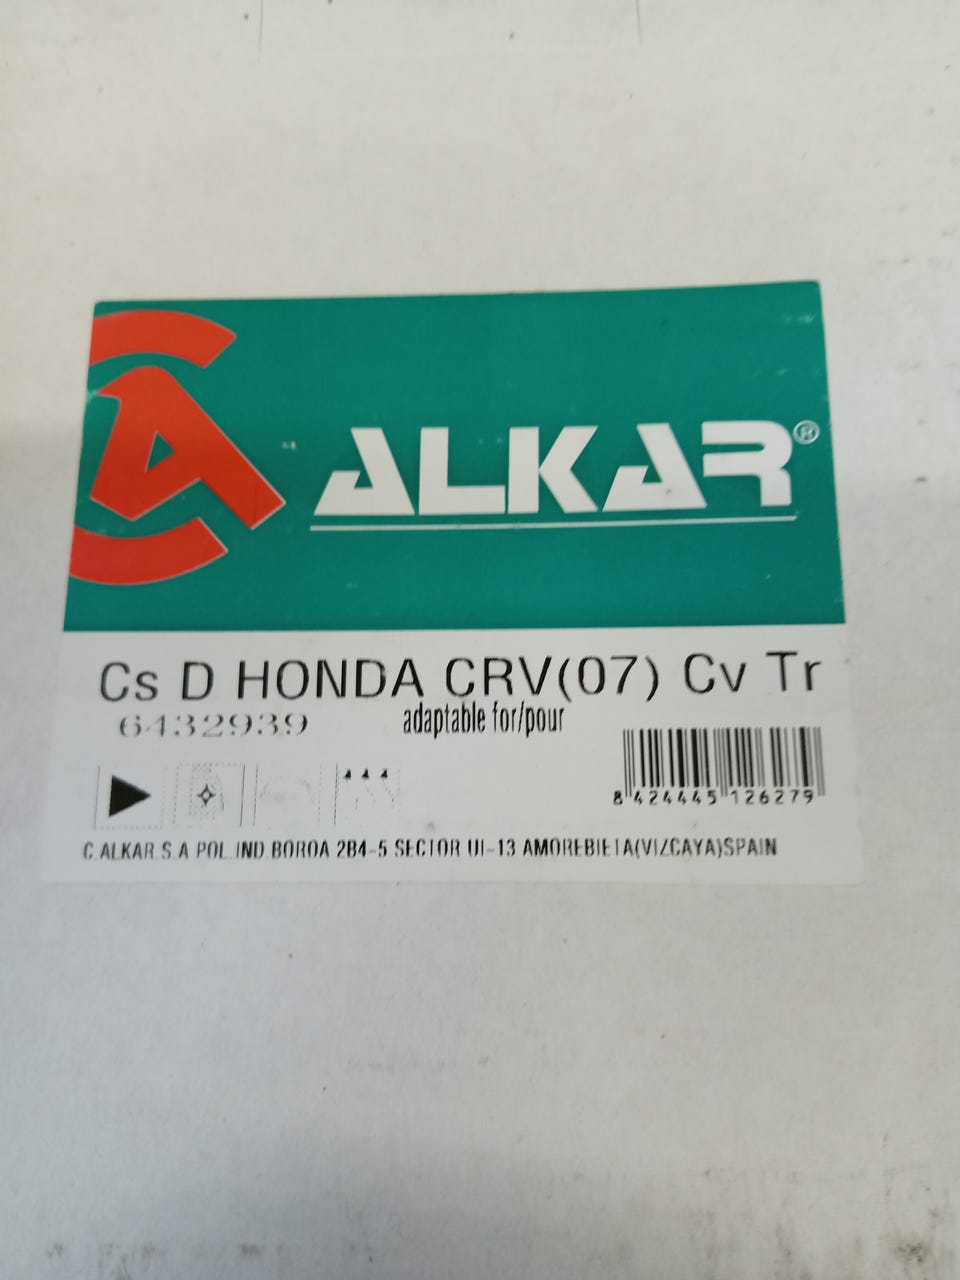 ALKAR®
Cs D HONDA CRV(07) Cv Tr
6432939
adaptable for/pour
8 424445 126279
C.ALKAR.S.A POL.IND.BOROA 2B4-5 SECTOR UI-13 AMOREBIETA(VIZCAYA)SPAIN